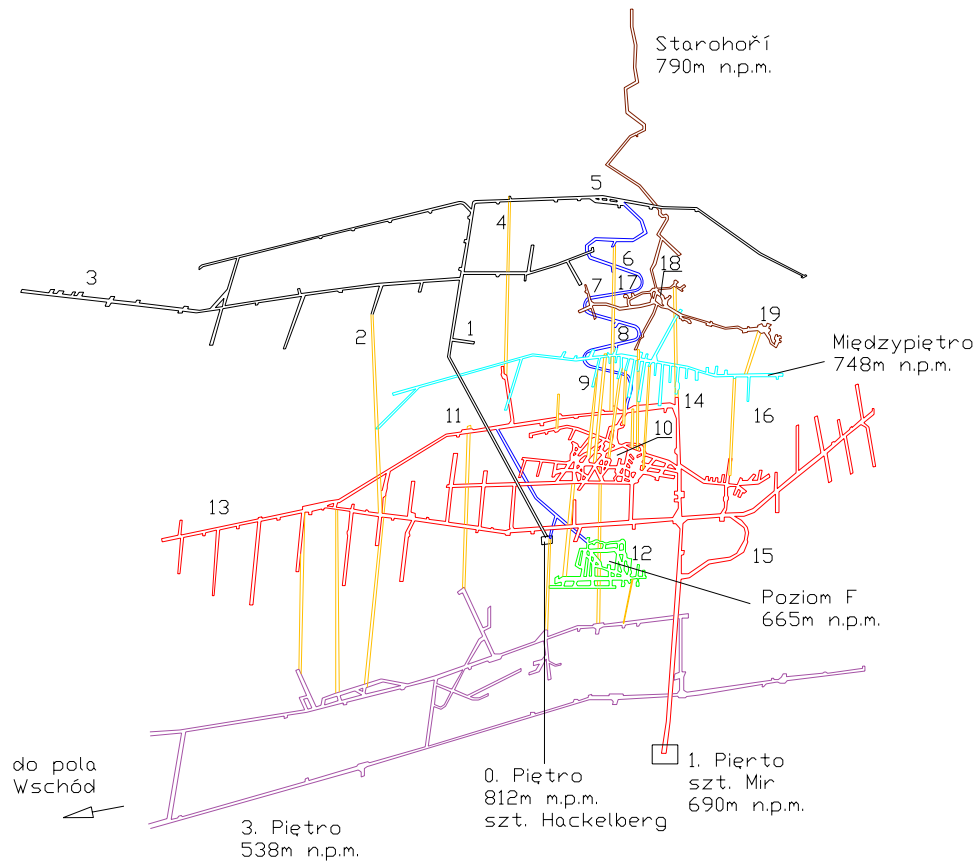 Starohoří
790m n.p.m.
5
4
3
6
17
18
7
19
2
1
8
Międzypiętro
748m n.p.m.
9
14
16
11
10
13
12
15
Poziom F
665m n.p.m.
do pola
Wschód
0. Piętro
812m m.p.m.
szt. Hackelberg
1. Pierto
szt. Mir
690m n.p.m.
3. Piętro
538m n.p.m.